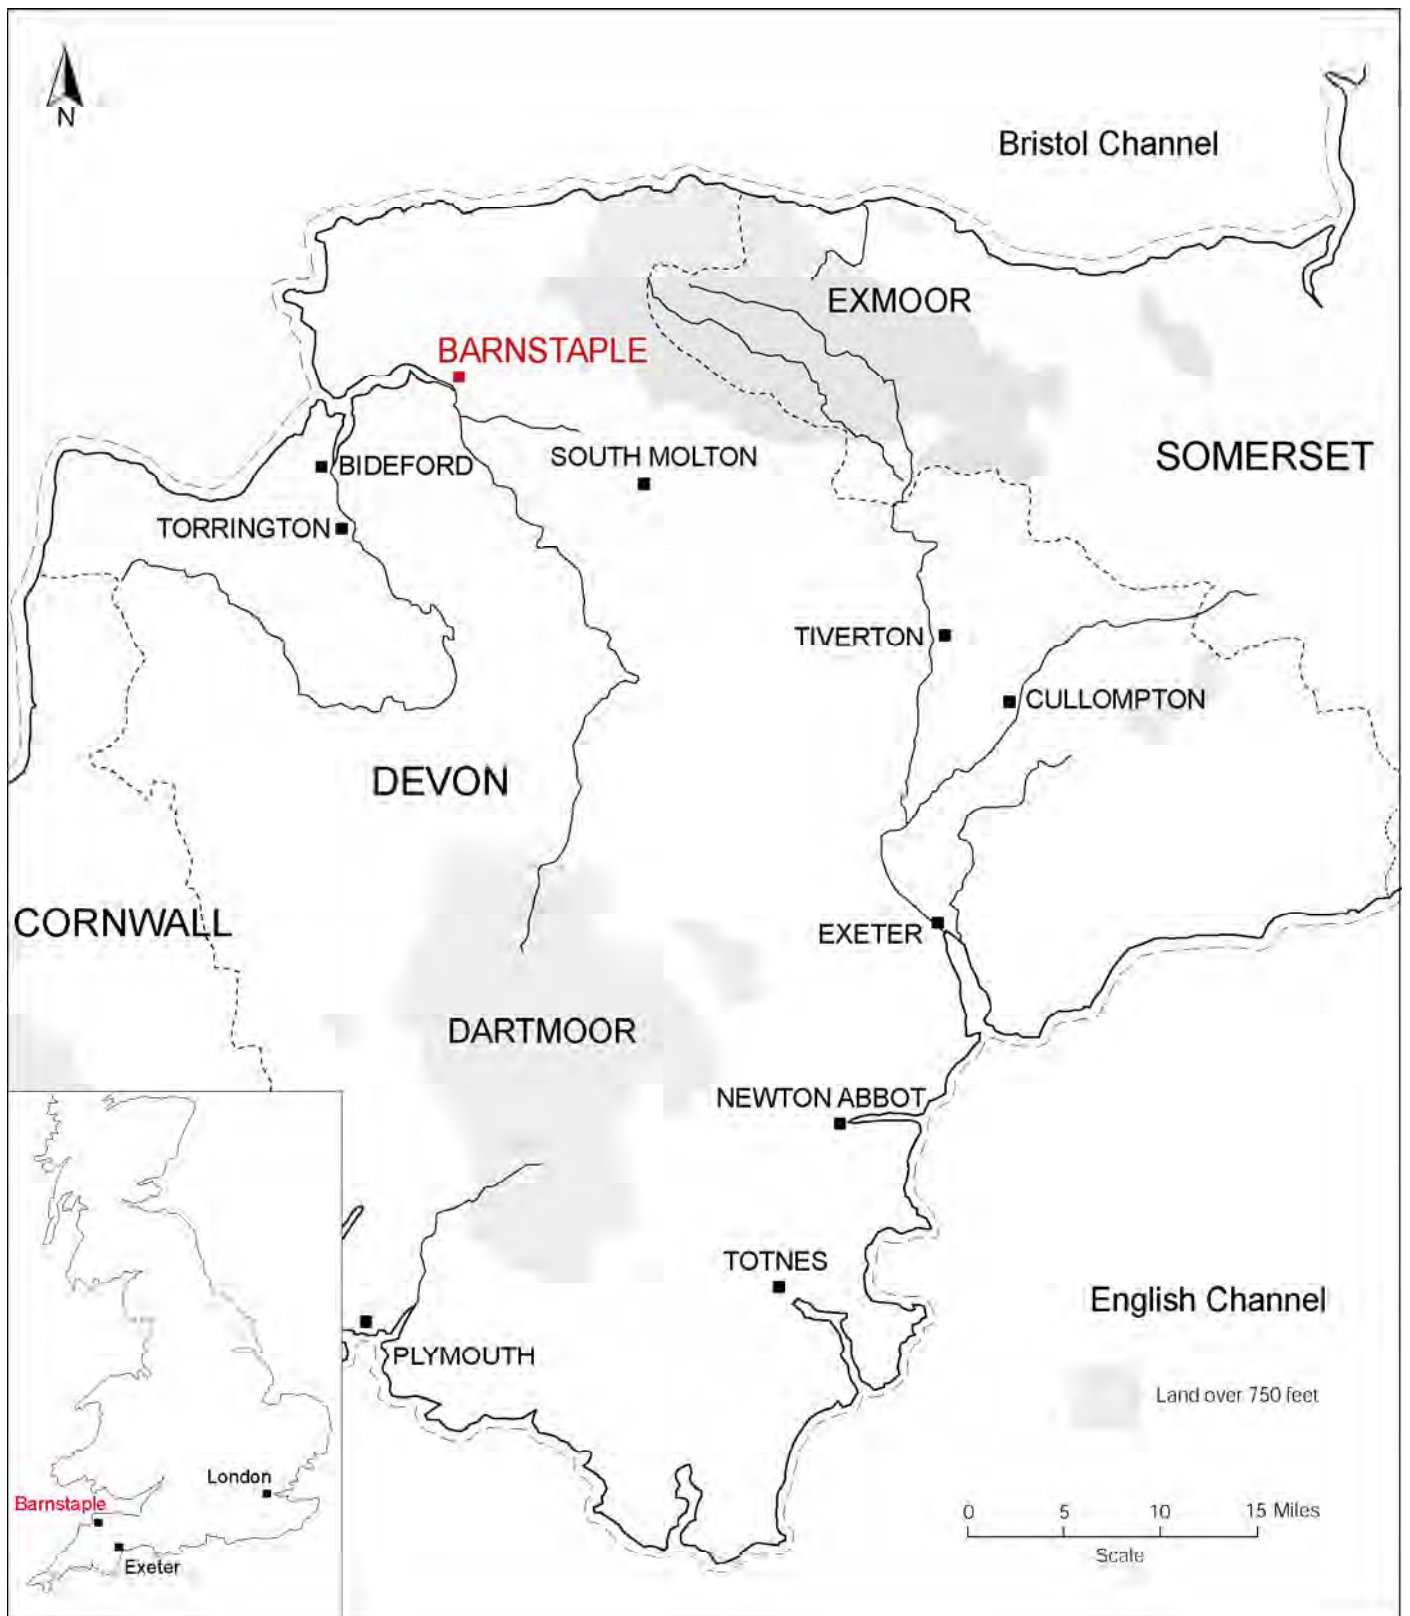 N
Bristol Channel
EXMOOR
BARNSTAPLE
SOMERSET
SOUTH MOLTON
BIDEFORD
TORRINGTON
TIVERTON
CULLOMPTON
DEVON
CORNWALL
EXETER
DARTMOOR
NEWTON ABBOT
TOTNES
English Channel
PLYMOUTH
Land over 750 feet
London
Barnstaple
Exeter
0 5 10 15 Miles
Scale